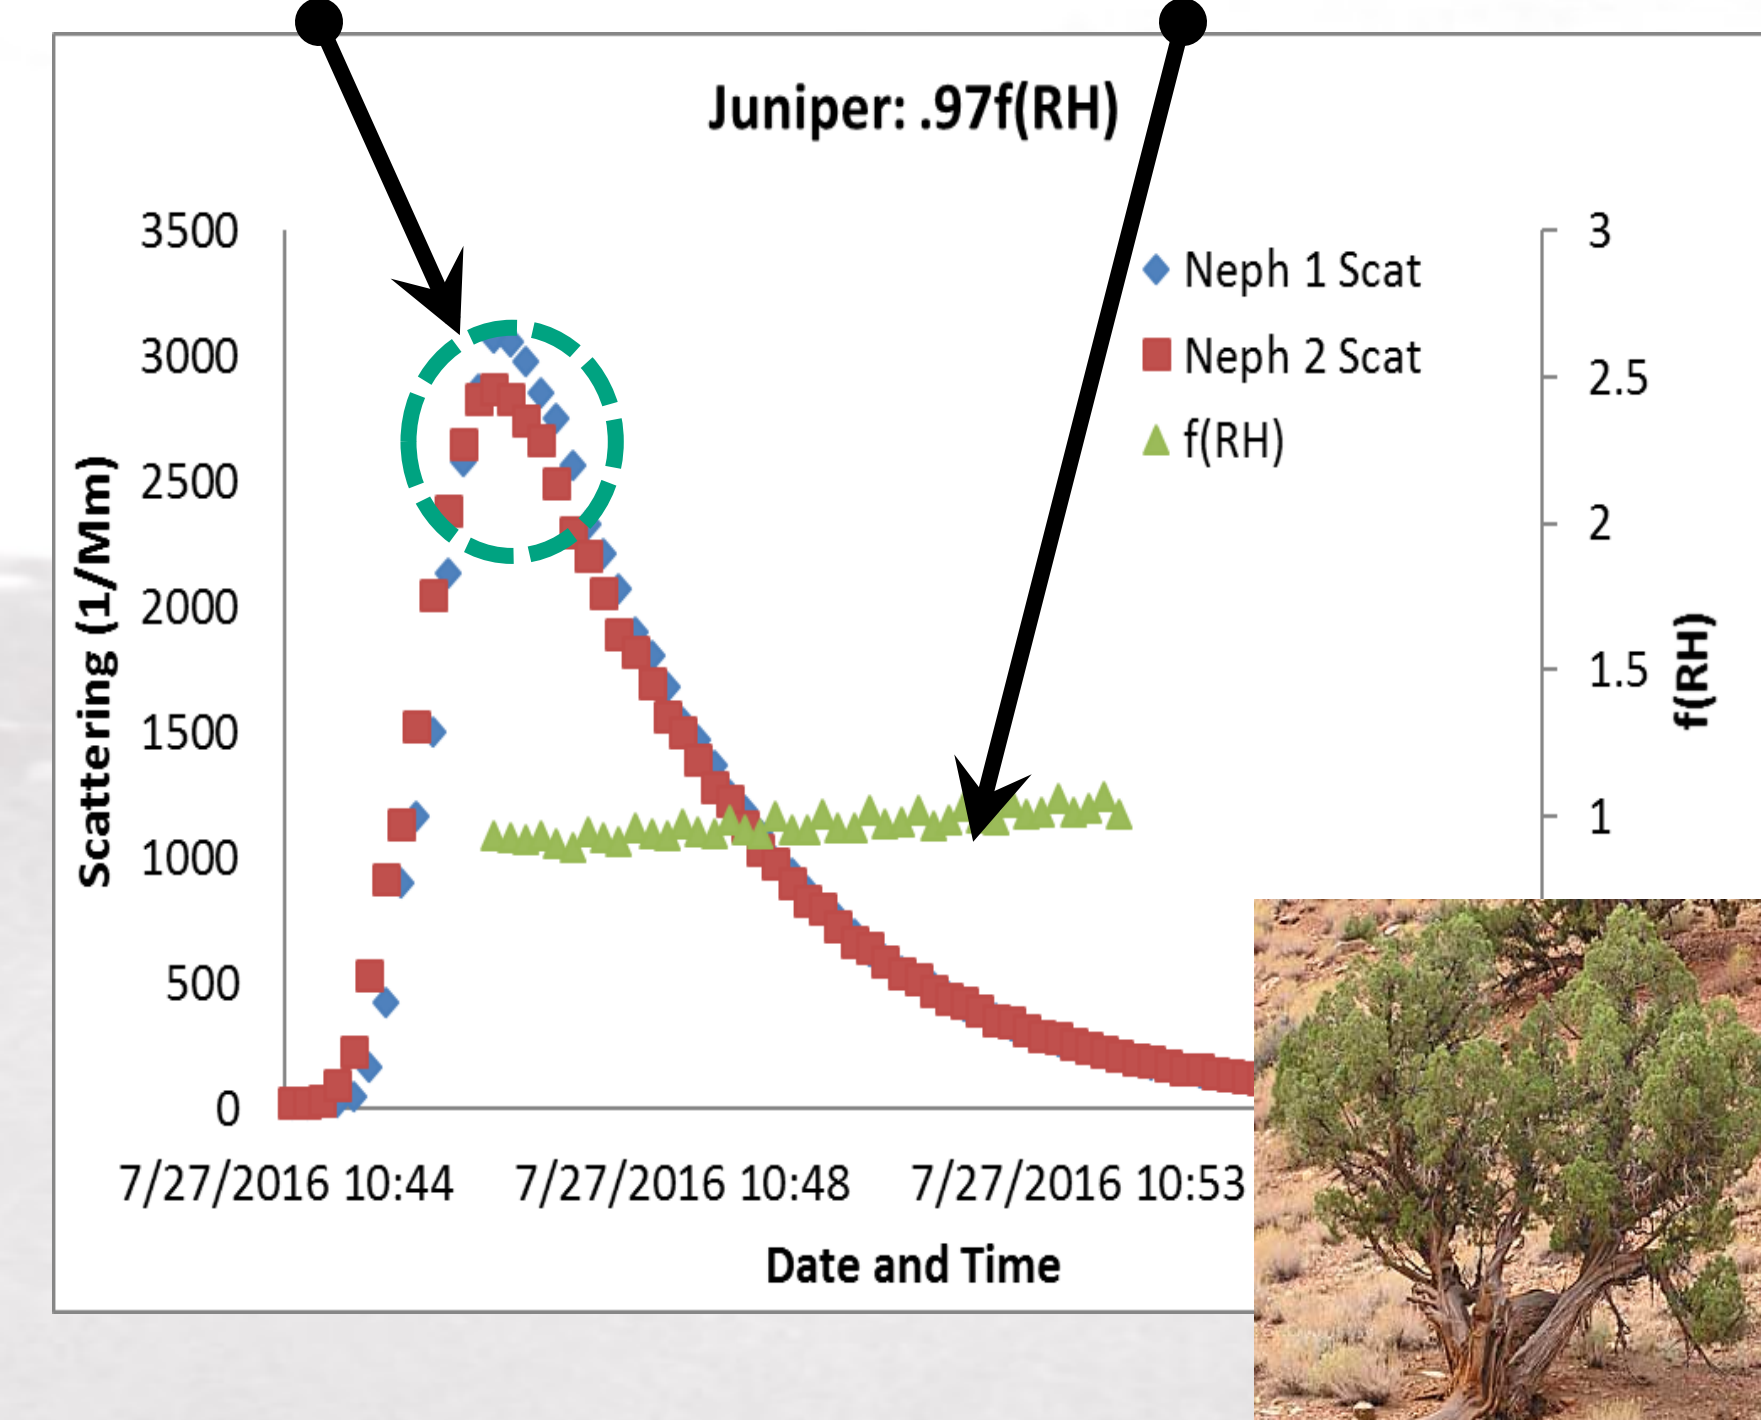 Juniper: .97f(RH)
3500
3000
2500
2000
1500
1000
500
0
Scattering (1/Mm)
Neph 1 Scat
Neph 2 Scat
f(RH)
3
2.5
2
1.5
1
f(RH)
7/27/2016 10:44
7/27/2016 10:48
7/27/2016 10:53
Date and Time